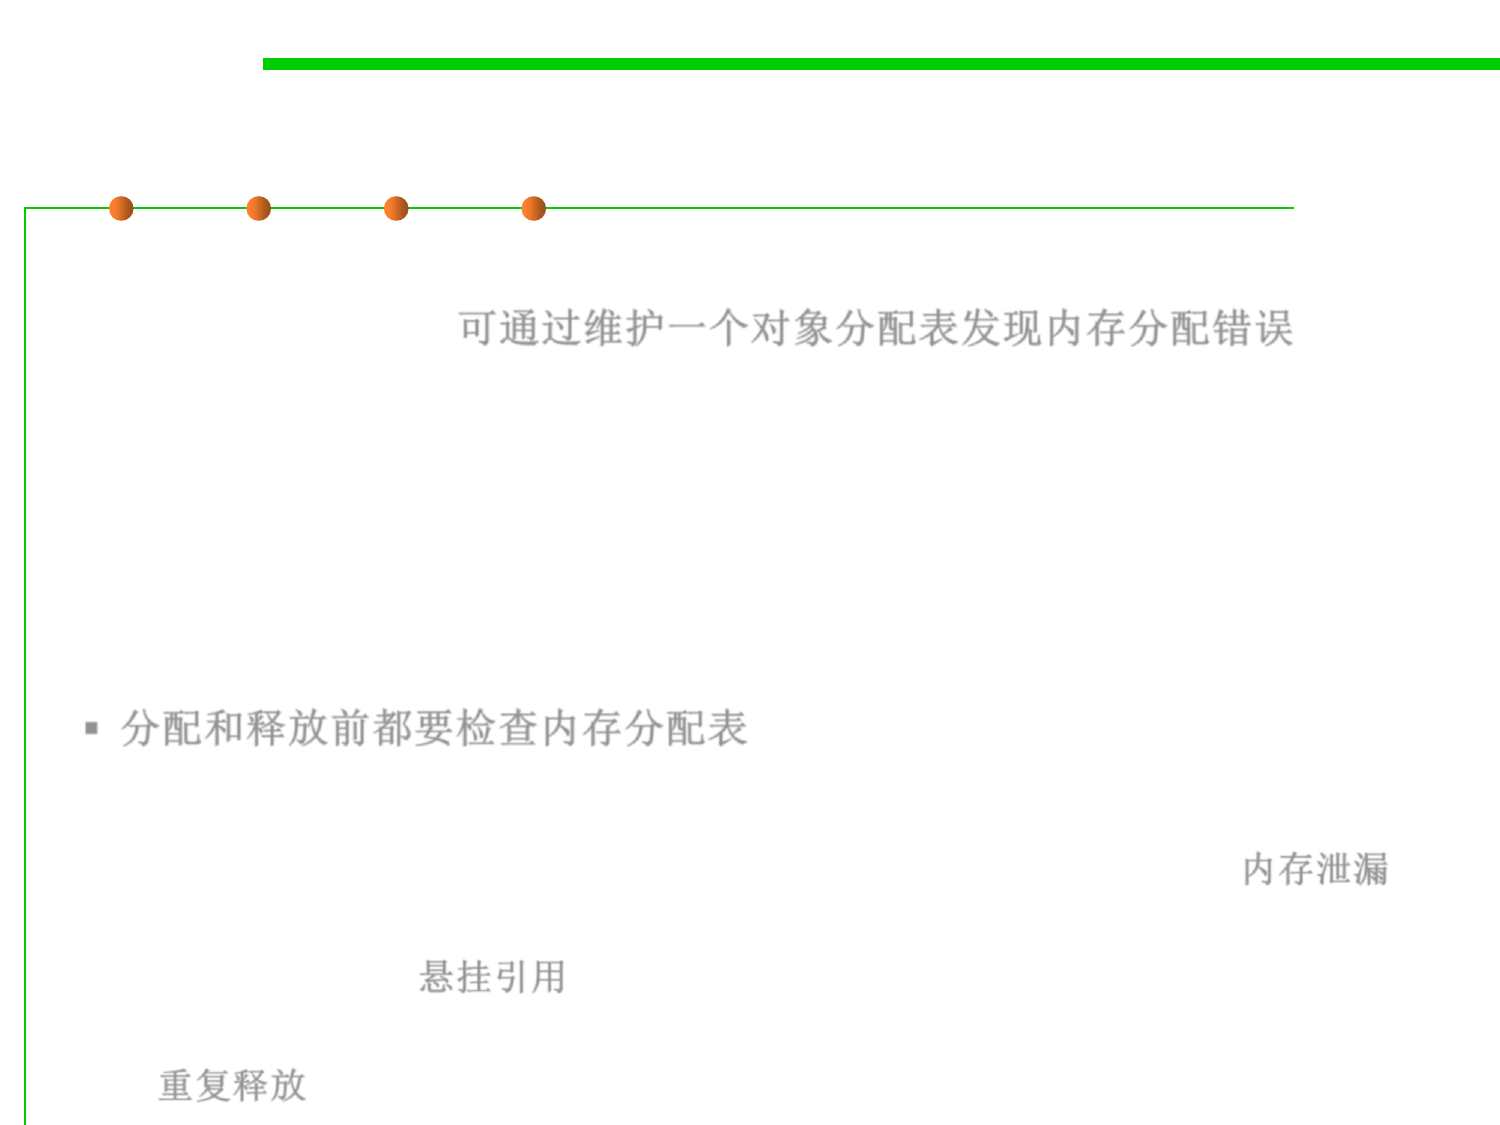 可通过维护一个对象分配表发现内存分配错误
▪ 分配和释放前都要检查内存分配表
内存泄漏
悬挂引用
重复释放